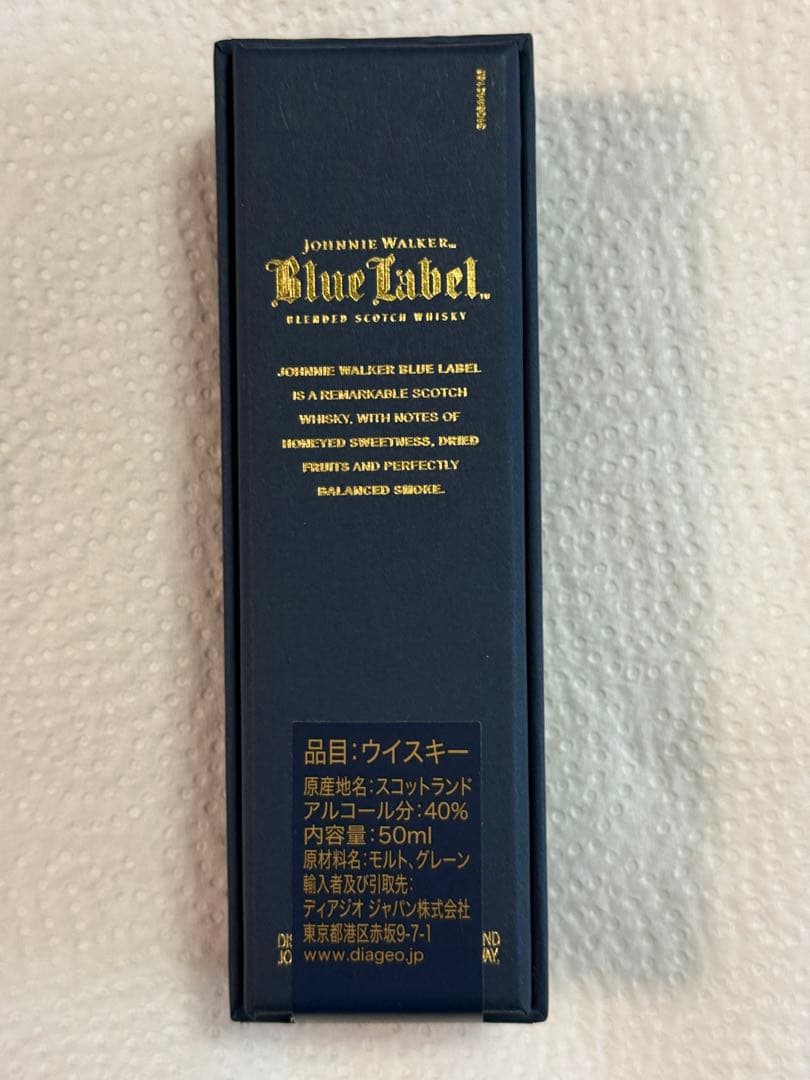 JOHNNIE WALKER™
Blue Label™
BLENDED SCOTCH WHISKY
JOHNNIE WALKER BLUE LABEL
IS A REMARKABLE SCOTCH
WHISKY, WITH NOTES OF
HONEYED SWEETNESS, DRIED
FRUITS AND PERFECTLY
BALANCED SMOKE.
品目:ウイスキー
原産地名:スコットランド
アルコール分:40%
内容量:50ml
原材料名:モルト、グレーン
輸入者及び引取先:
ディアジオ ジャパン株式会社
東京都港区赤坂9-7-1
www.diageo.jp